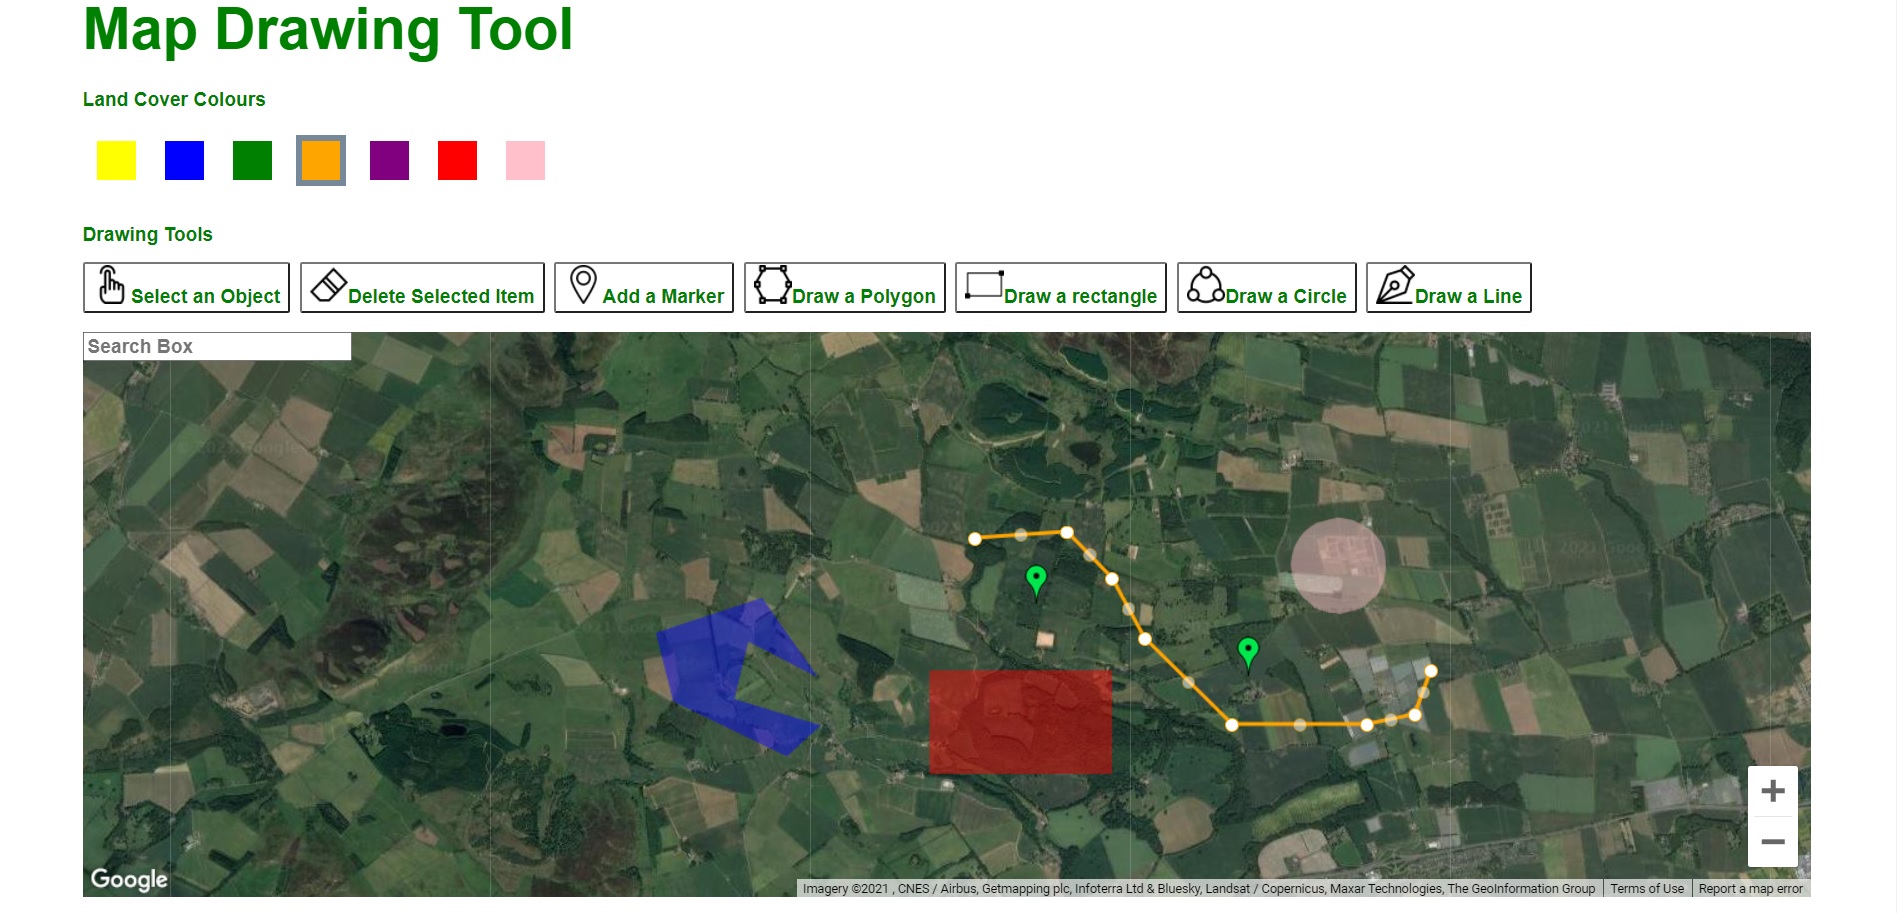 Map Drawing Tool
Land Cover Colours
Drawing Tools
Select an Object
Delete Selected Item
Add a Marker
Draw a Polygon
Draw a rectangle
Draw a Circle
Draw a Line
Search Box
2021 Google
Google
Imagery ©2021 , CNES / Airbus, Getmapping plc, Infoterra Ltd & Bluesky, Landsat / Copernicus, Maxar Technologies, The GeoInformation Group
Terms of Use
Report a map error